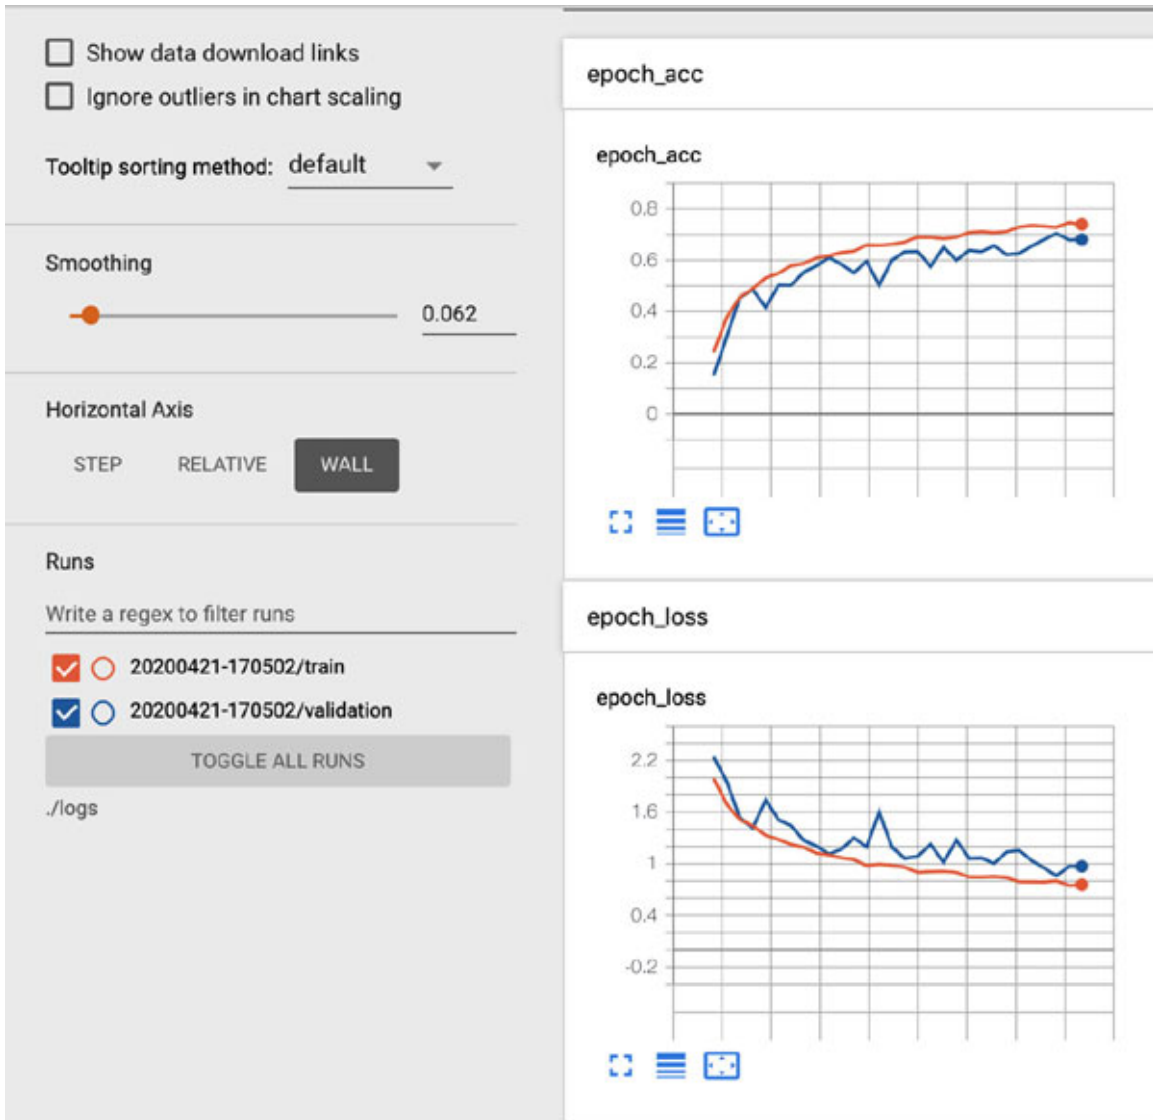 Show data download links
Ignore outliers in chart scaling
Tooltip sorting method: default
Smoothing
0.062
Horizontal Axis
STEP RELATIVE WALL
Runs
Write a regex to filter runs
20200421-170502/train
20200421-170502/validation
TOGGLE ALL RUNS
./logs
epoch_acc
epoch_acc
0.8
0.6
0.4
0.2
0
epoch_loss
epoch_loss
2.2
1.6
1
0.4
-0.2